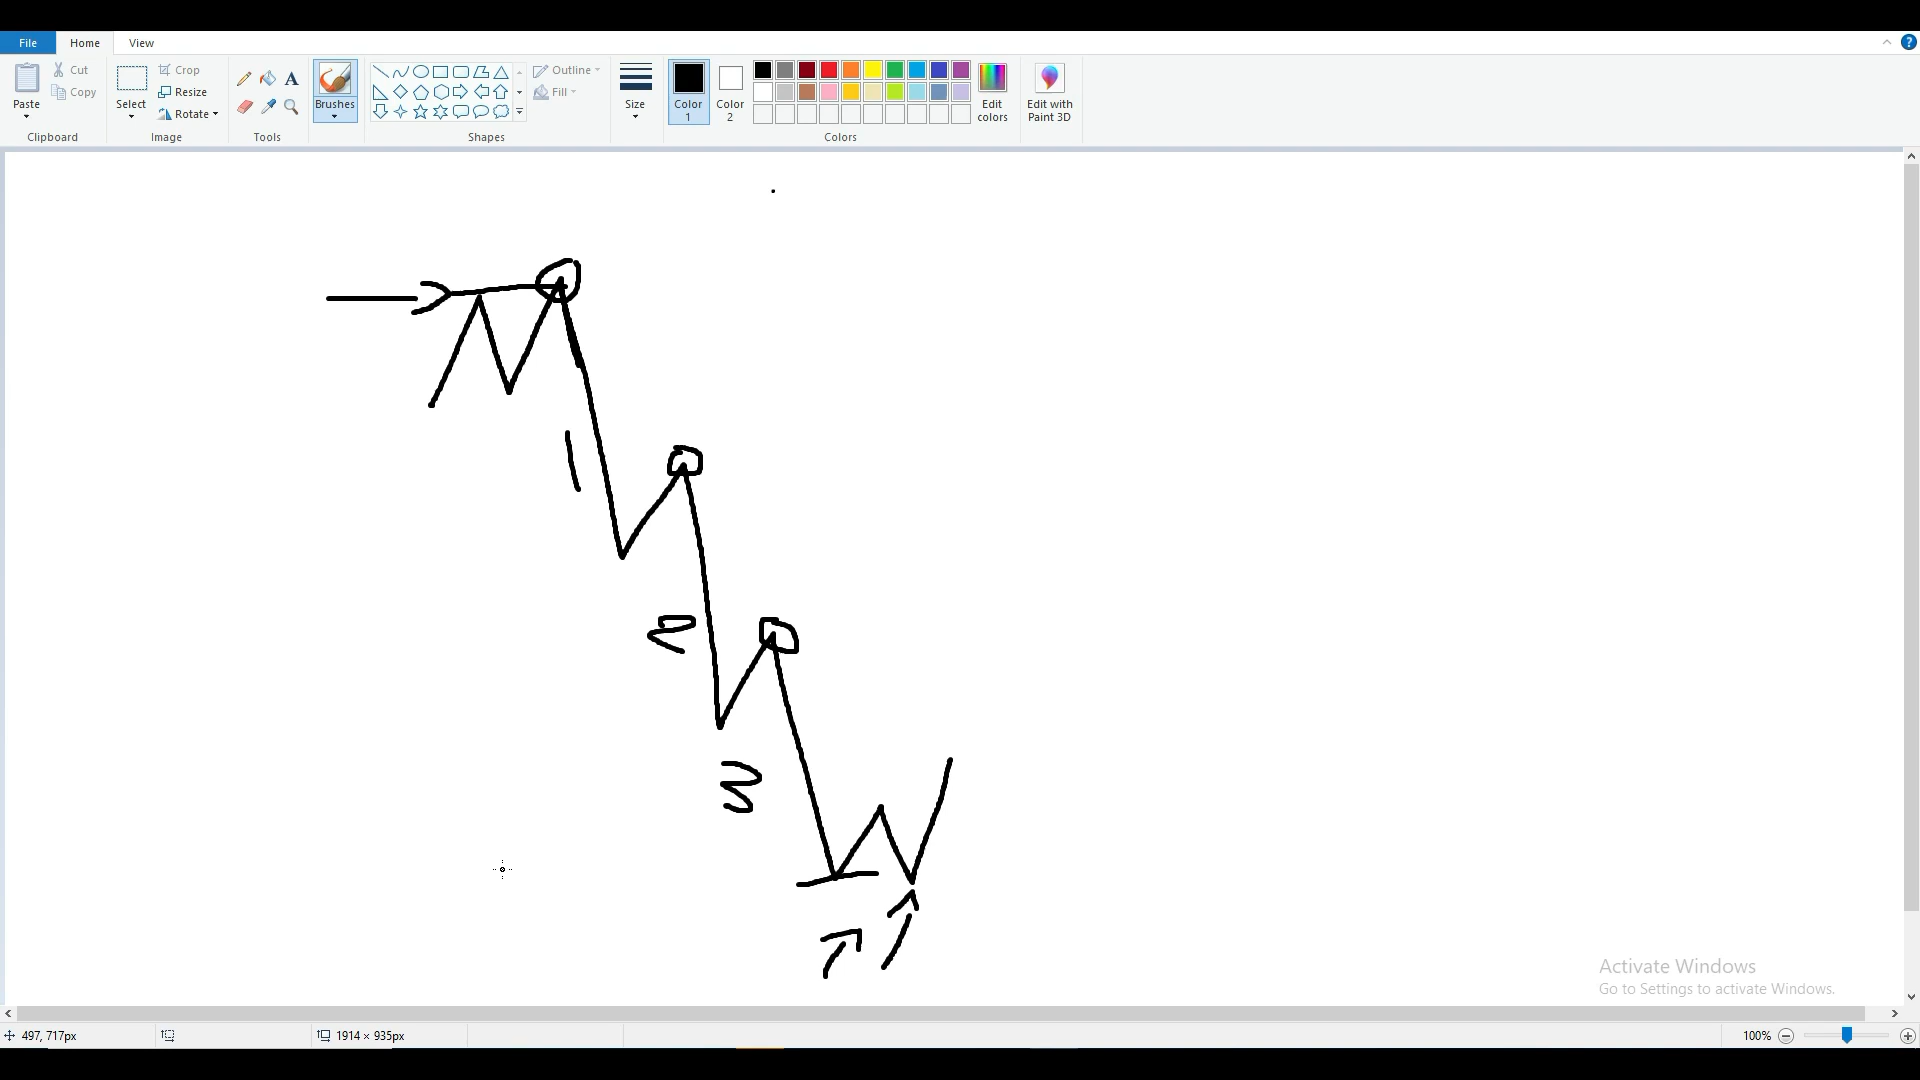 File Home View
Paste
Cut
Copy
Clipboard
Select
Crop
Resize
Rotate
Image
A
Tools
Brushes
Outline
Fill
Shapes
Size
Color 1
Color 2
Edit colors
Colors
Edit with Paint 3D
?
1
2
3
Activate Windows
Go to Settings to activate Windows.
497, 717px
1914 × 935px
100%